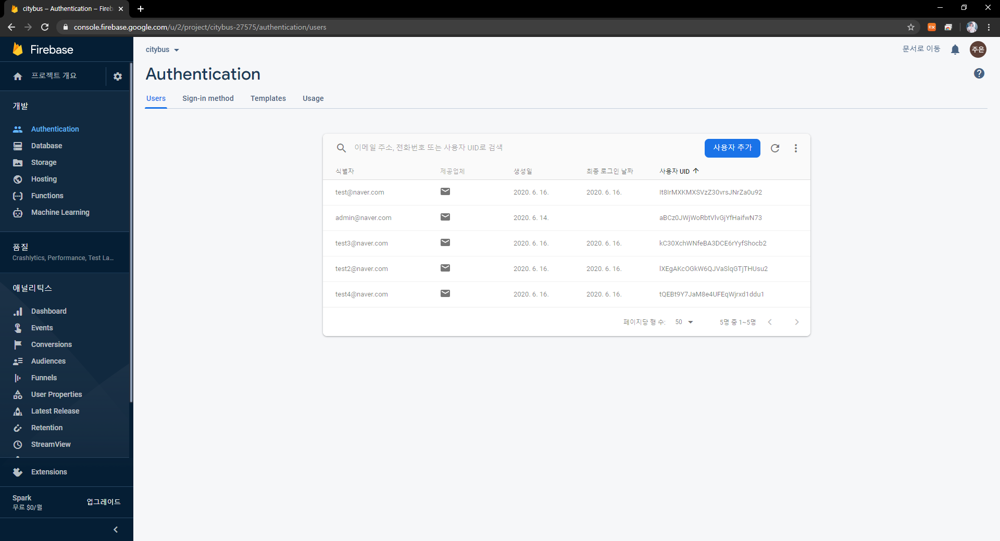 citybus – Authentication – Fireb
console.firebase.google.com/u/2/project/citybus-27575/authentication/users
Firebase
프로젝트 개요
개발
Authentication
Database
Storage
Hosting
Functions
Machine Learning
품질
Crashlytics, Performance, Test La...
애널리틱스
Dashboard
Events
Conversions
Audiences
Funnels
User Properties
Latest Release
Retention
StreamView
Extensions
Spark
무료 $0/월
업그레이드
citybus
문서로 이동
주은
Authentication
Users Sign-in method Templates Usage
이메일 주소, 전화번호 또는 사용자 UID로 검색
사용자 추가
식별자 제공업체 생성일 최종 로그인 날짜 사용자 UID
test@naver.com 2020. 6. 16. 2020. 6. 16. It8IrMXKMXSVzZ30vrsJNrZa0u92
admin@naver.com 2020. 6. 14. aBCz0JWjWoRbtVlvGjYfHaifwN73
test3@naver.com 2020. 6. 16. 2020. 6. 16. kC30XchWNfeBA3DCE6rYyfShocb2
test2@naver.com 2020. 6. 16. 2020. 6. 16. lXEgAKcOGkW6QJVaSlqGTjTHUsu2
test4@naver.com 2020. 6. 16. 2020. 6. 16. tQEBt9Y7JaM8e4UFEqWjrxd1ddu1
페이지당 행 수: 50 5명 중 1~5명